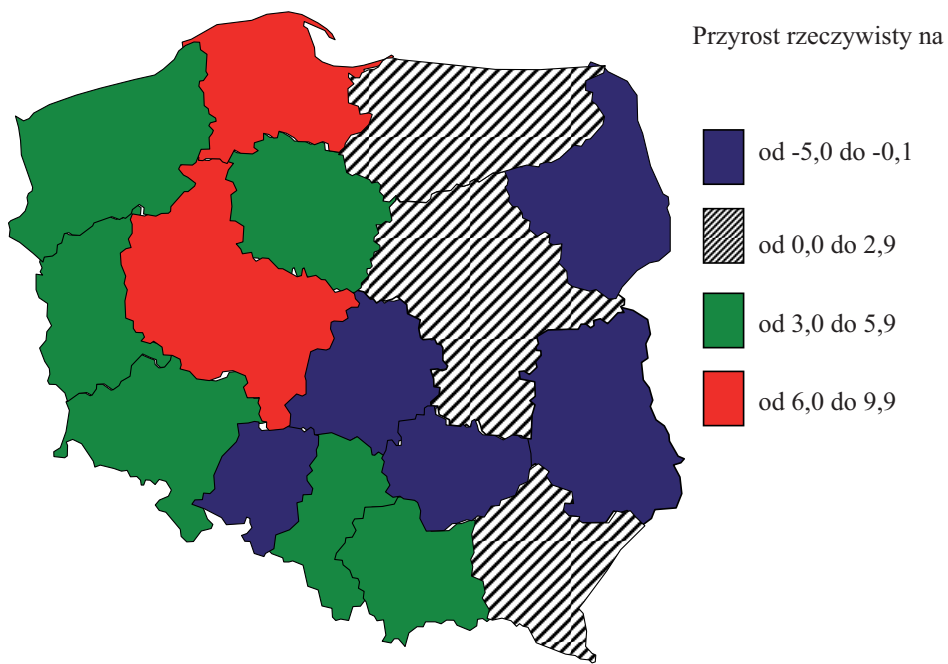 Przyrost rzeczywisty na
od -5,0 do -0,1
od 0,0 do 2,9
od 3,0 do 5,9
od 6,0 do 9,9